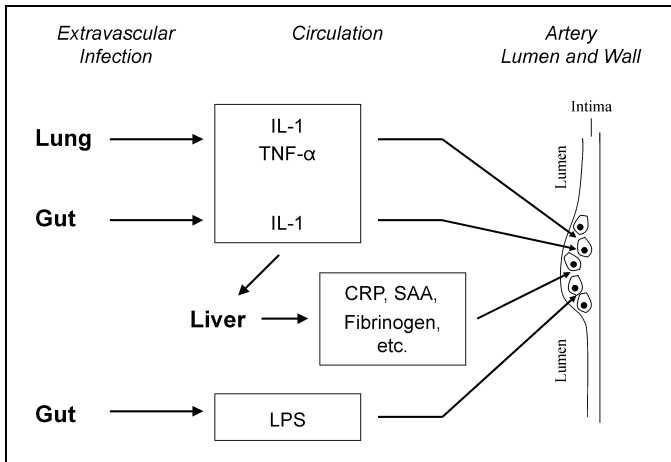 Extravascular
Infection
Circulation
Artery
Lumen and Wall
Intima
Lung
IL-1
TNF-α
Lumen
Gut
IL-1
Liver
CRP, SAA,
Fibrinogen,
etc.
Lumen
Gut
LPS